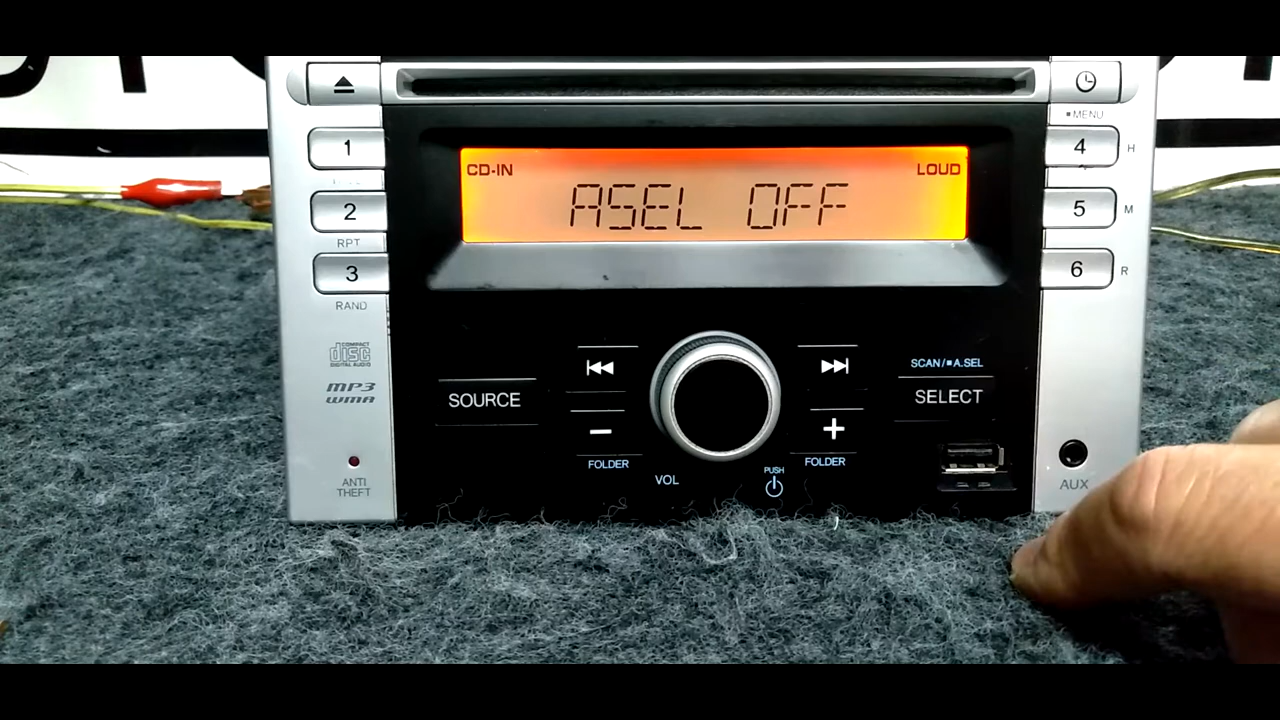 MENU
1
4 H
CD-IN LOUD
ASEL OFF
2
5 M
RPT
3
6 R
RAND
COMPACT
disc
DIGITAL AUDIO
MP3
WMA
SCAN/ A.SEL
SOURCE
SELECT
FOLDER
FOLDER
VOL
PUSH
ANTI
THEFT
AUX